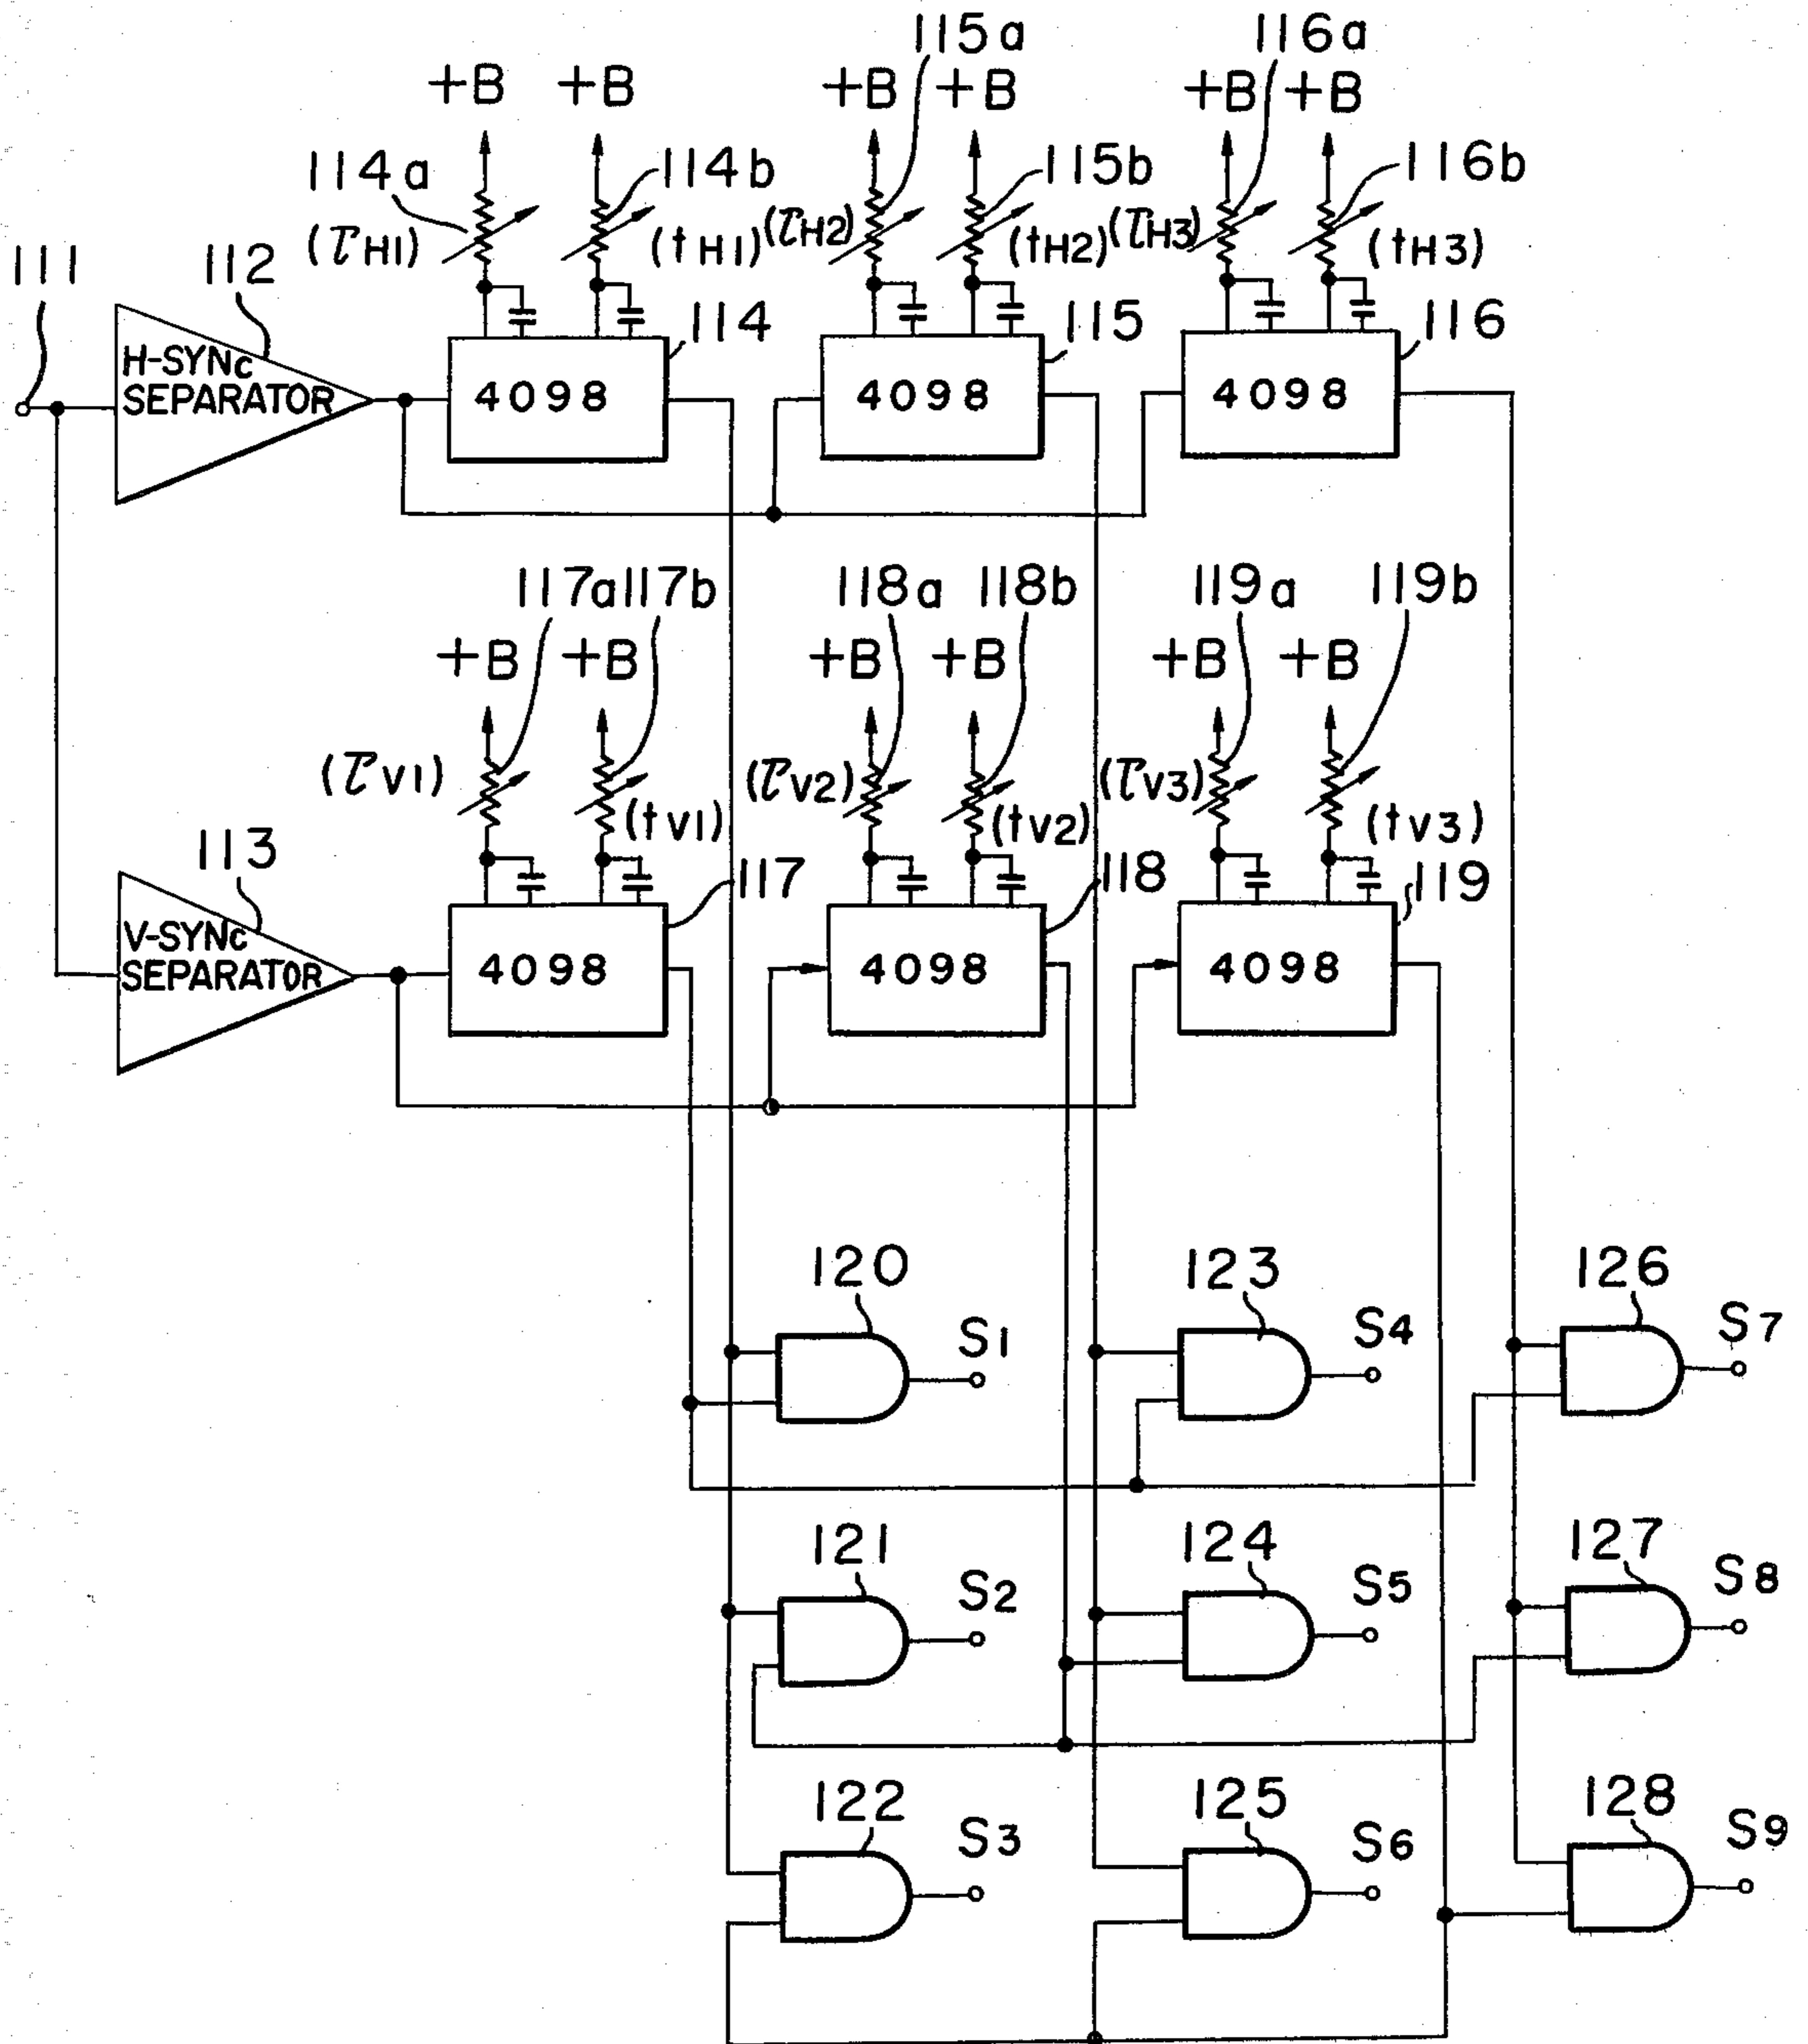 115a 116a
+B +B +B +B +B +B
114a 114b 115b 116b
(τH1) (tH1) (τH2) (tH2) (τH3) (tH3)
111 112 114 115 116
H-SYNc
SEPARATOR
4098 4098 4098
117a 117b 118a 118b 119a 119b
+B +B +B +B +B +B
(τV1) (tV1) (τV2) (tV2) (τV3) (tV3)
113 117 118 119
V-SYNc
SEPARATOR
4098 4098 4098
120 123 126
S1 S4 S7
121 124 127
S2 S5 S8
122 125 128
S3 S6 S9